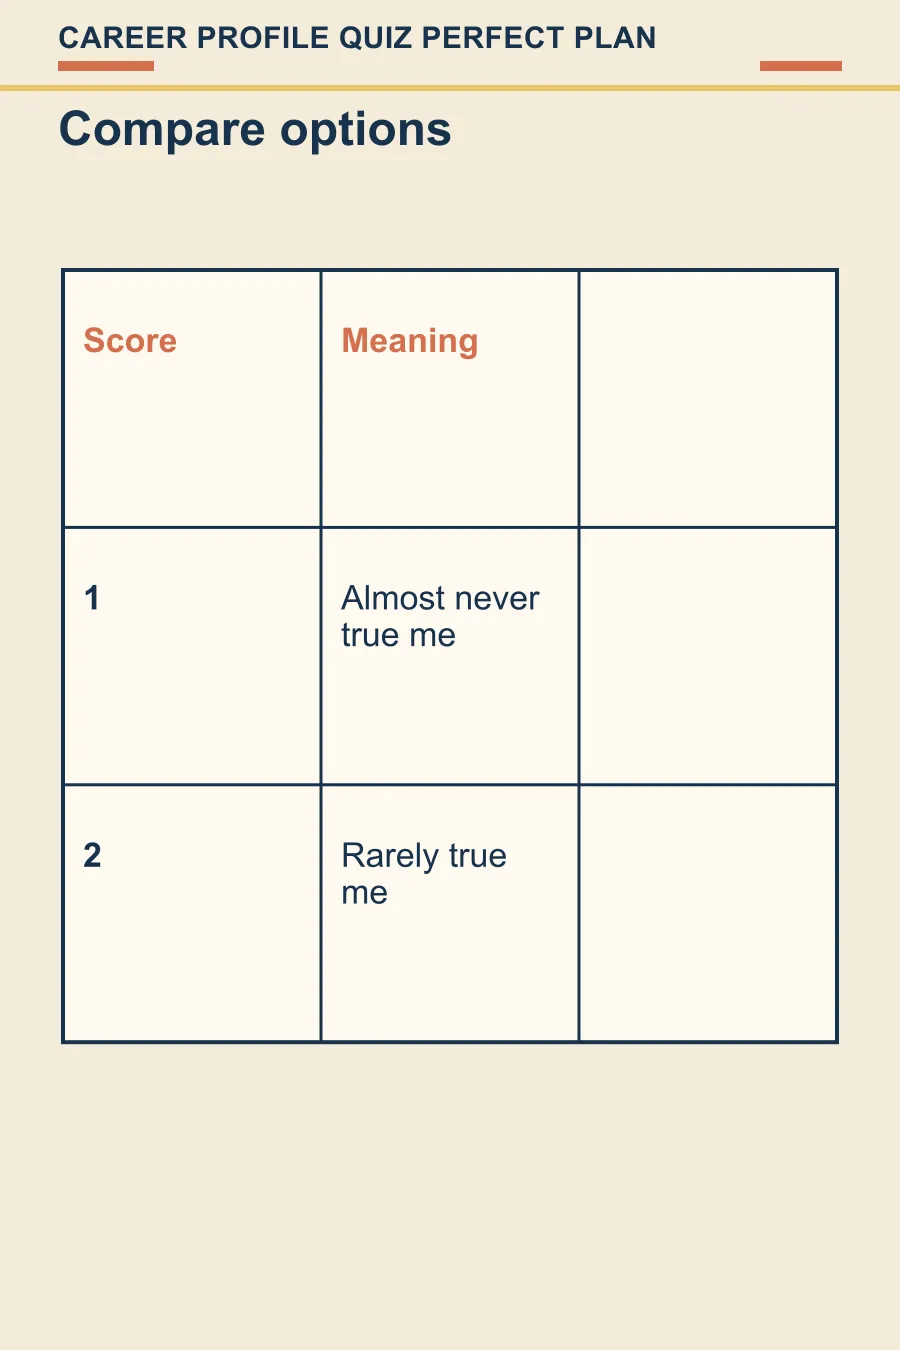 CAREER PROFILE QUIZ PERFECT PLAN
Compare options
Score
Meaning
1
Almost never
true me
2
Rarely true
me